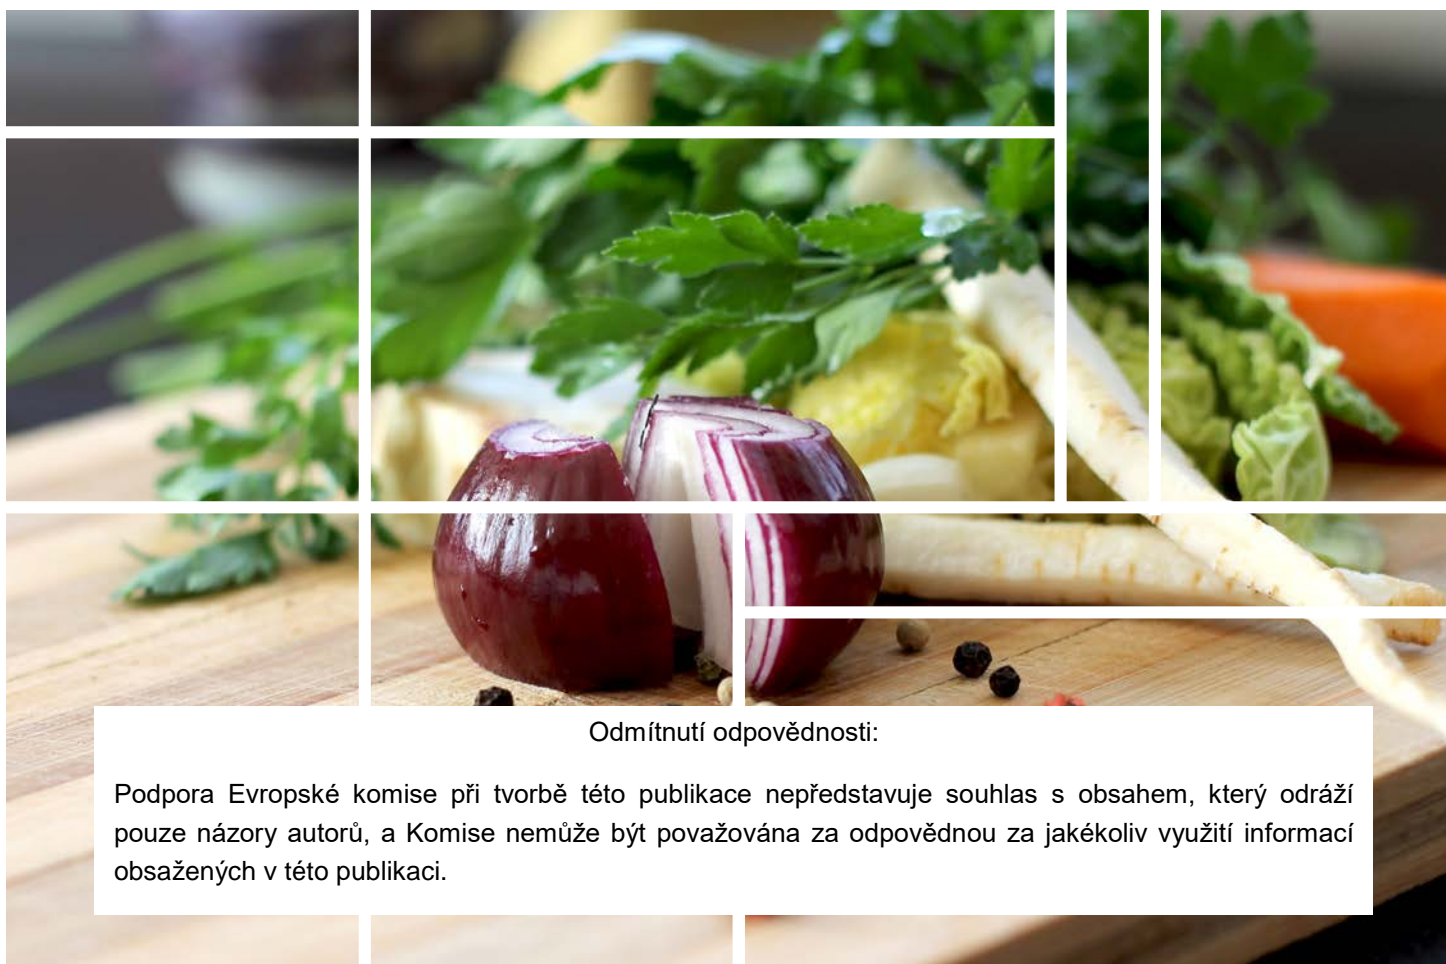 Odmítnutí odpovědnosti:
Podpora Evropské komise při tvorbě této publikace nepředstavuje souhlas s obsahem, který odráží
pouze názory autorů, a Komise nemůže být považována za odpovědnou za jakékoliv využití informací
obsažených v této publikaci.